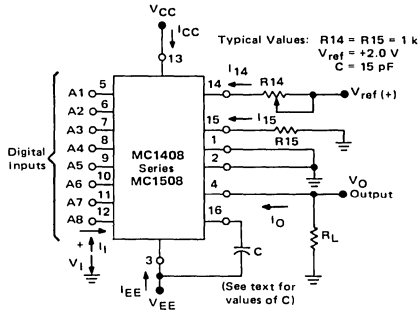 VCC
ICC
13
Typical Values: R14 = R15 = 1 k
Vref = +2.0 V
C = 15 pF
Digital
Inputs
A1 5
A2 6
A3 7
A4 8
A5 9
A6 10
A7 11
A8 12
MC1408
Series
MC1508
14 I14 R14 Vref (+)
15 I15 R15
1
2
4
VO
Output
IO
16
C
RL
(See text for
values of C)
+ II
VI
3
IEE
VEE